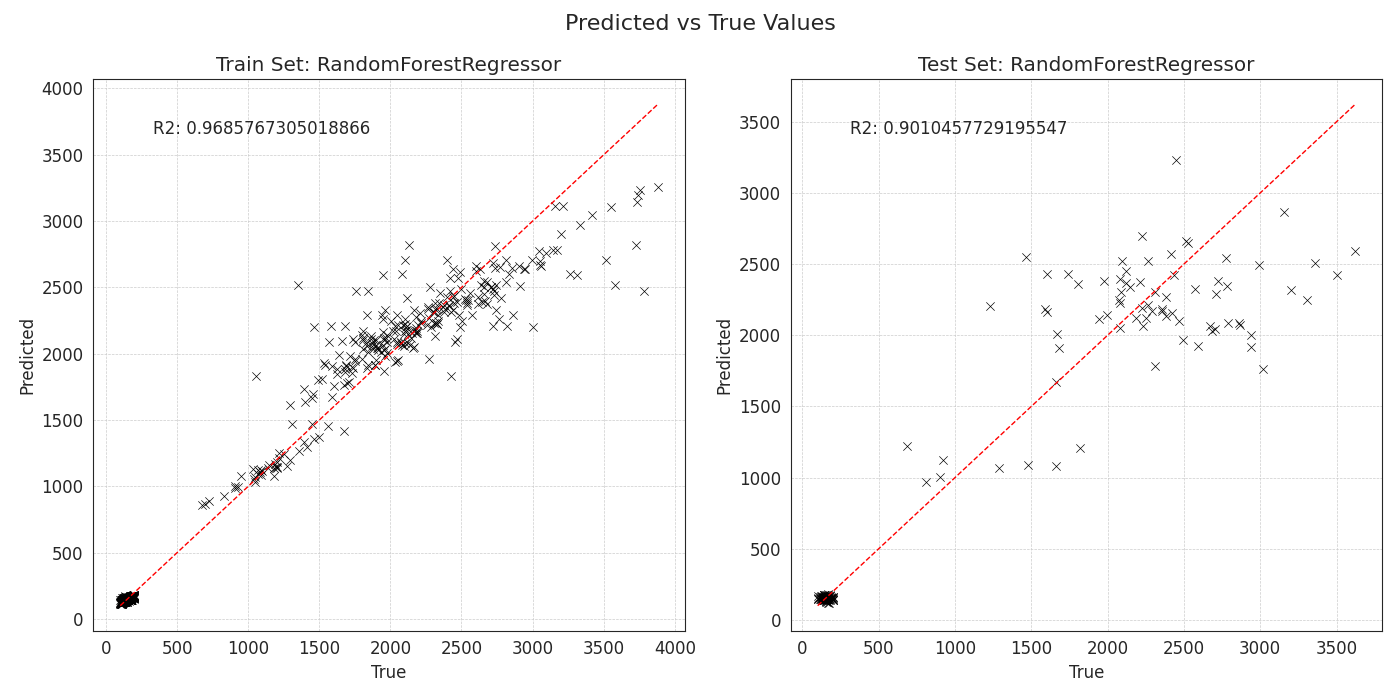 Predicted vs True Values
Train Set: RandomForestRegressor
R2: 0.9685767305018866
Predicted
4000
3500
3000
2500
2000
1500
1000
500
0
0 500 1000 1500 2000 2500 3000 3500 4000
True
Test Set: RandomForestRegressor
R2: 0.9010457729195547
Predicted
3500
3000
2500
2000
1500
1000
500
0
0 500 1000 1500 2000 2500 3000 3500
True